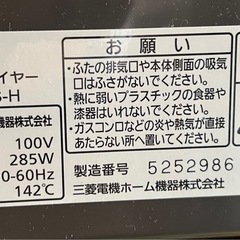 お願い
イヤー
S-H
・ふたの排気口や本体側面の吸気
口はふさがないでください。
・熱に弱いプラスチックの食器や
漆器はいれないでください。
・ガスコンロなどの炎や熱気が直接
あたらない所へ置いてください。
機器株式会社
100V
285W
0-60Hz
142℃
製造番号 5252986
三菱電機ホーム機器株式会社